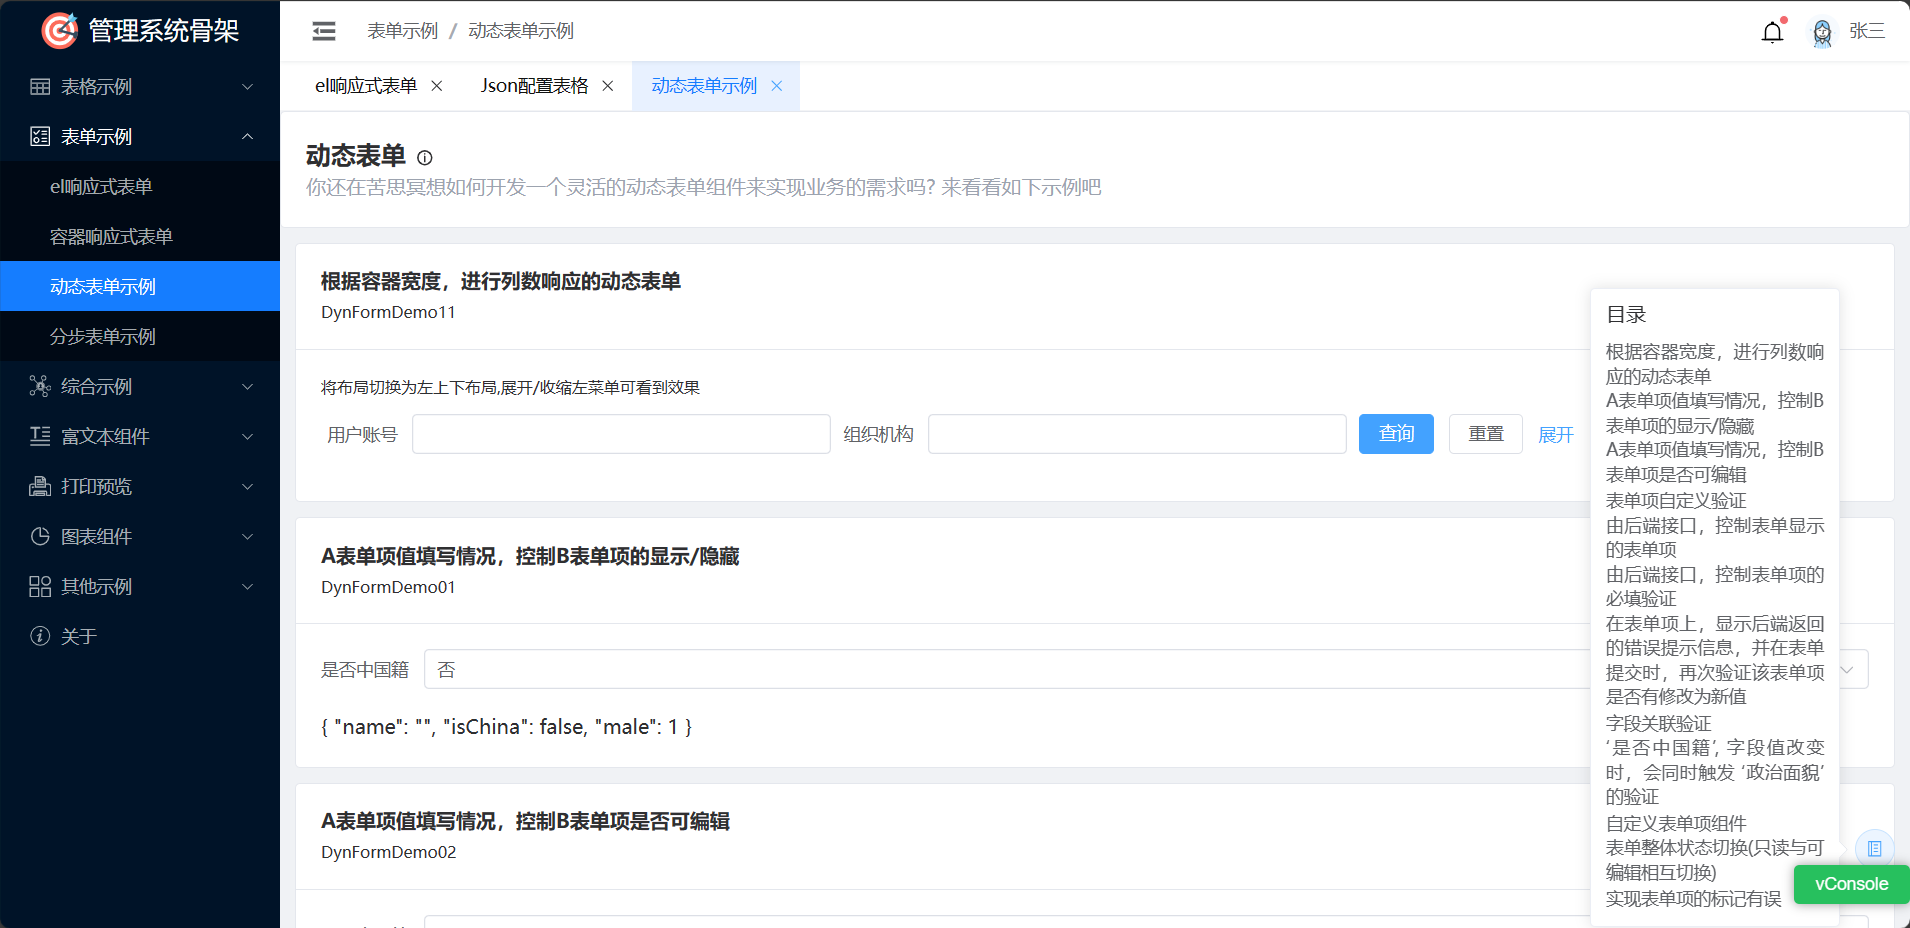 管理系统骨架
表格示例
表单示例
el响应式表单
容器响应式表单
动态表单示例
分步表单示例
综合示例
富文本组件
打印预览
图表组件
其他示例
关于
表单示例 / 动态表单示例
张三
el响应式表单
Json配置表格
动态表单示例
动态表单
你还在苦思冥想如何开发一个灵活的动态表单组件来实现业务的需求吗? 来看看如下示例吧
根据容器宽度，进行列数响应的动态表单
DynFormDemo11
将布局切换为左上下布局,展开/收缩左菜单可看到效果
用户账号
组织机构
查询
重置
展开
A表单项值填写情况，控制B表单项的显示/隐藏
DynFormDemo01
是否中国籍
否
{ "name": "", "isChina": false, "male": 1 }
A表单项值填写情况，控制B表单项是否可编辑
DynFormDemo02
目录
根据容器宽度，进行列数响
应的动态表单
A表单项值填写情况，控制B
表单项的显示/隐藏
A表单项值填写情况，控制B
表单项是否可编辑
表单项自定义验证
由后端接口，控制表单显示
的表单项
由后端接口，控制表单项的
必填验证
在表单项上，显示后端返回
的错误提示信息，并在表单
提交时，再次验证该表单项
是否有修改为新值
字段关联验证
‘是否中国籍’, 字段值改变
时，会同时触发 ‘政治面貌’
的验证
自定义表单项组件
表单整体状态切换(只读与可
编辑相互切换)
实现表单项的标记有误
vConsole